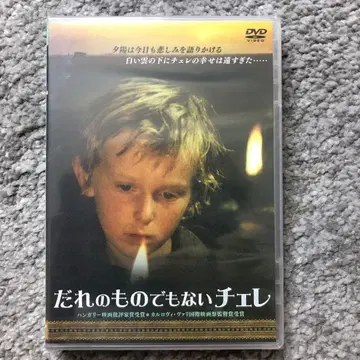 DVD
VIDEO
夕陽は今日も悲しみを語りかける
白い雲の下にチェレの幸せは遠すぎた……
だれのものでもないチェレ
ハンガリー映画批評家賞受賞★カルロヴィ・ヴァリ国際映画祭監督賞受賞